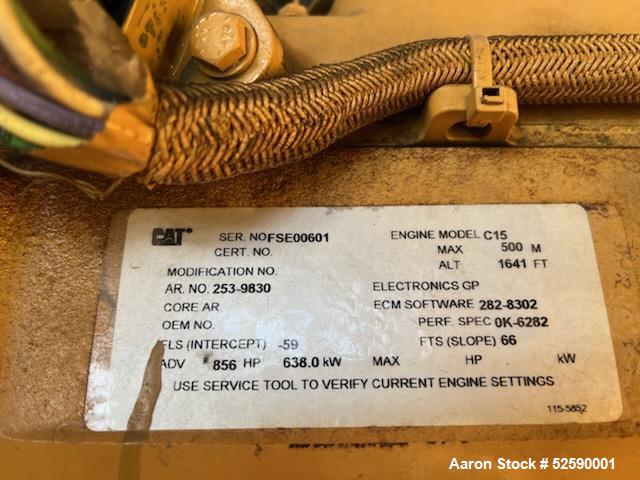 CAT SER. NO FSE00601 ENGINE MODEL C15
CERT. NO. MAX 500 M
MODIFICATION NO. ALT 1641 FT
AR. NO. 253-9830 ELECTRONICS GP
CORE AR ECM SOFTWARE 282-8302
OEM NO. PERF. SPEC 0K-6282
FLS (INTERCEPT) -59 FTS (SLOPE) 66
ADV 856 HP 638.0 kW MAX HP kW
USE SERVICE TOOL TO VERIFY CURRENT ENGINE SETTINGS
115-5852
Aaron Stock # 52590001